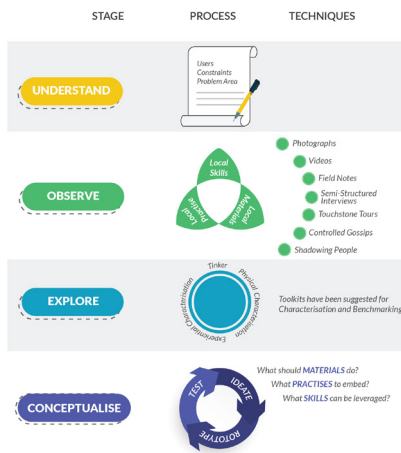 STAGE PROCESS TECHNIQUES
UNDERSTAND
Users
Constraints
Problem Area
OBSERVE
Local
Skills
Local
Practise
Local
Materials
Photographs
Videos
Field Notes
Semi-Structured
Interviews
Touchstone Tours
Controlled Gossips
Shadowing People
EXPLORE
Tinker
Physical Characterisation
Experiential Characterisation
Toolkits have been suggested for
Characterisation and Benchmarking
CONCEPTUALISE
TEST
IDEATE
ROTOTYPE
What should MATERIALS do?
What PRACTISES to embed?
What SKILLS can be leveraged?